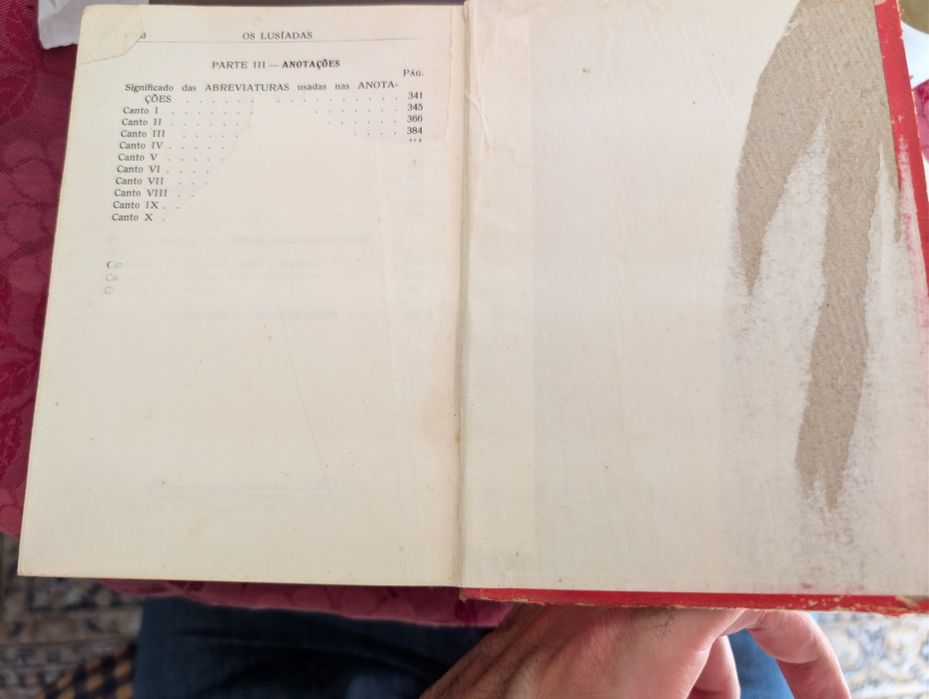 OS LUSÍADAS
PARTE III — ANOTAÇÕES
PÁG.
Significado das ABREVIATURAS usadas nas ANOTA-
ÇÕES . . . . . . . . . . . . . . . 341
Canto I . . . . . . . . . . . . . . . 345
Canto II . . . . . . . . . . . . . . . 366
Canto III . . . . . . . . . . . . . . . 384
Canto IV . . . . .
Canto V . . . . .
Canto VI . . . .
Canto VII . . .
Canto VIII . .
Canto IX . .
Canto X .